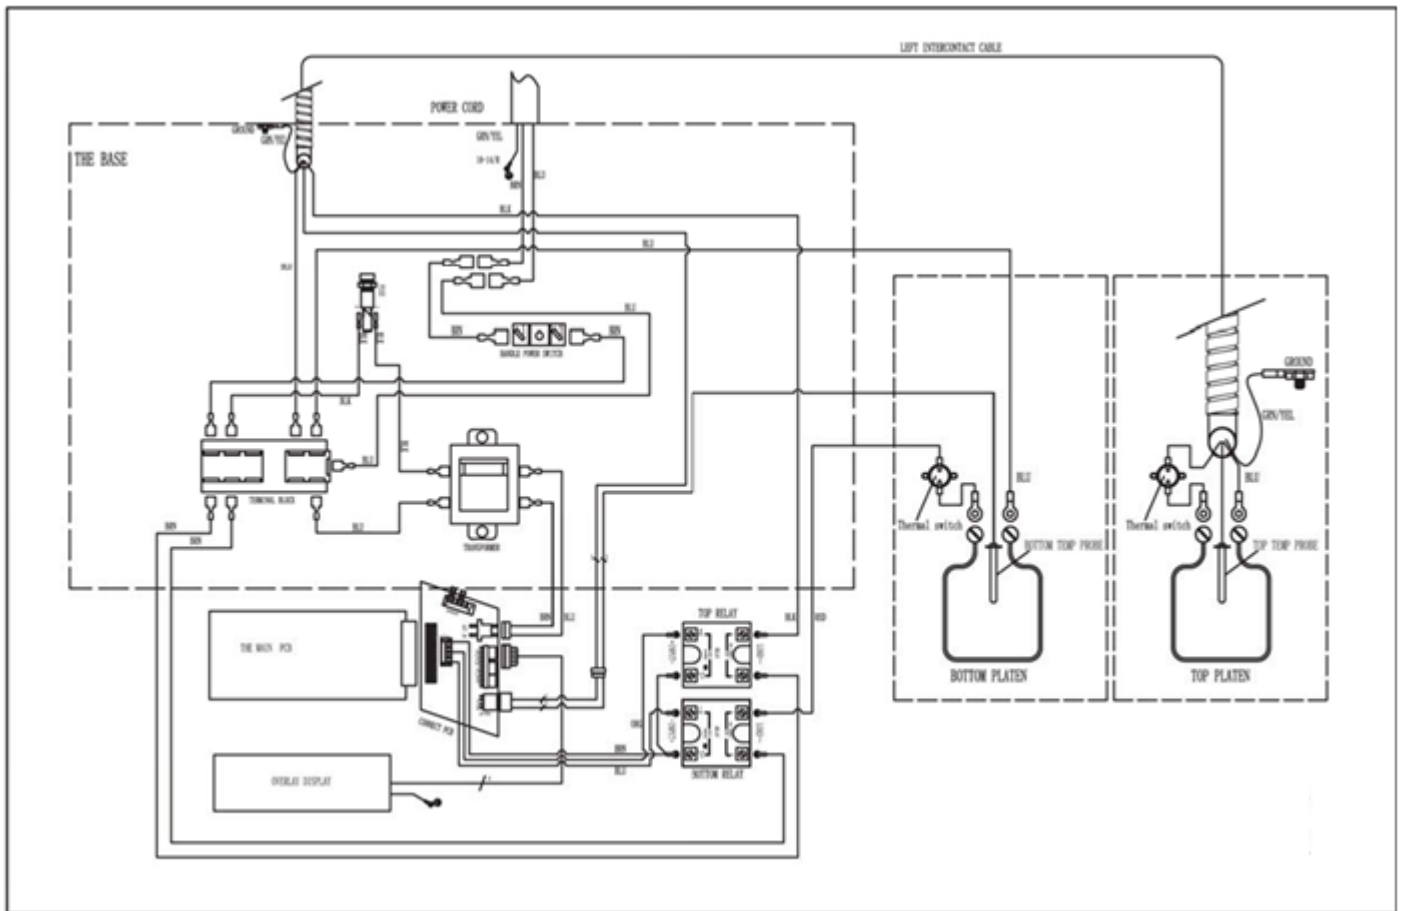 LEFT INTERCONTACT CABLE
POWER CORD
GROUND
GRN/YEL
GRN/YEL
THE BASE
BRN
BLU
BLK
BLU
BLU
BLU
BRN
BRN
HANDLE POWER SWITCH
GROUND
BLK
GRN/YEL
BLU
BLU
BLU
TERMINAL BLOCK
BLU
Thermal switch
Thermal switch
BRN
BRN
TRANSFORMER
BOTTOM TEMP PROBE
TOP TEMP PROBE
TOP RELAY
BRN
BLU
BLK
RED
THE MAIN PCB
BOTTOM PLATEN
TOP PLATEN
CONNECT PCB
BRN
BLU
BOTTOM RELAY
OVERLAY DISPLAY